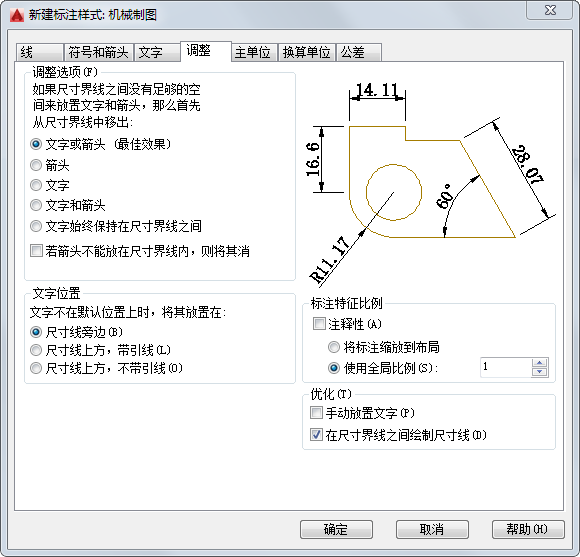 新建标注样式: 机械制图
线 符号和箭头 文字 调整 主单位 换算单位 公差
调整选项(F)
如果尺寸界线之间没有足够的空
间来放置文字和箭头，那么首先
从尺寸界线中移出:
文字或箭头 (最佳效果)
箭头
文字
文字和箭头
文字始终保持在尺寸界线之间
若箭头不能放在尺寸界线内，则将其消
文字位置
文字不在默认位置上时，将其放置在:
尺寸线旁边(B)
尺寸线上方，带引线(L)
尺寸线上方，不带引线(O)
14.11
16.6
28.07
60°
R11.17
标注特征比例
注释性(A)
将标注缩放到布局
使用全局比例(S):
1
优化(T)
手动放置文字(P)
在尺寸界线之间绘制尺寸线(D)
确定 取消 帮助(H)